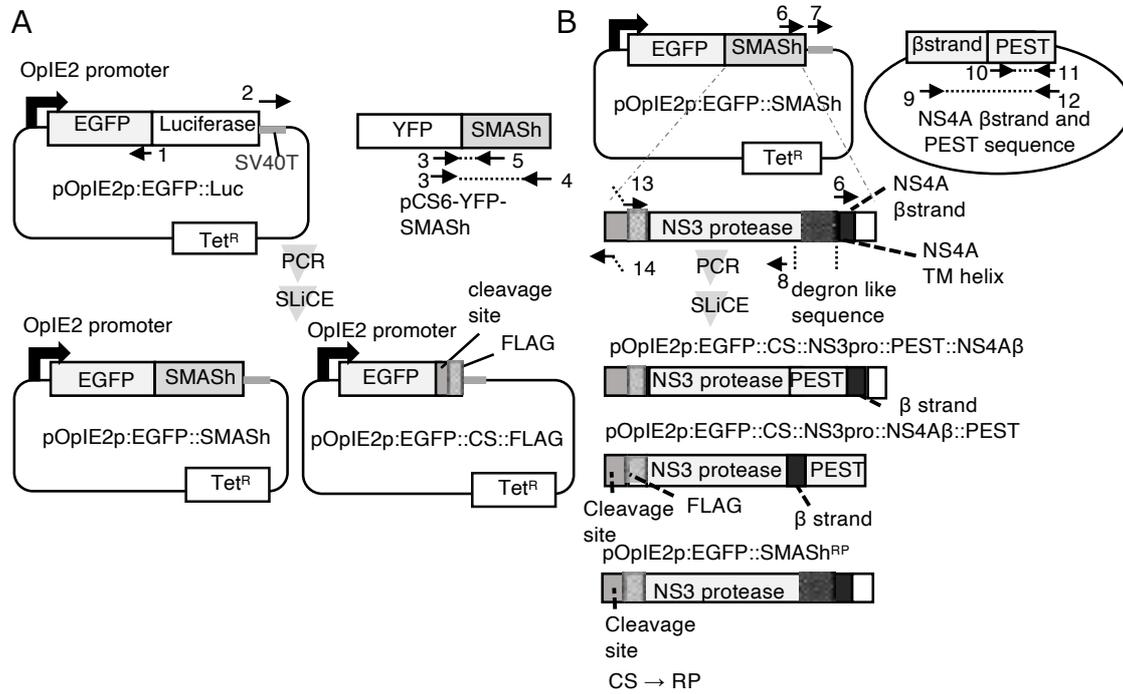 A
OpIE2 promoter
2
EGFP
Luciferase
1
SV40T
pOpIE2p:EGFP::Luc
Tetᴿ
YFP
SMASh
3
5
3
4
pCS6-YFP-
SMASh
PCR
SLiCE
OpIE2 promoter
EGFP
SMASh
pOpIE2p:EGFP::SMASh
Tetᴿ
cleavage
site
OpIE2 promoter
FLAG
EGFP
pOpIE2p:EGFP::CS::FLAG
Tetᴿ
B
6
7
EGFP
SMASh
pOpIE2p:EGFP::SMASh
Tetᴿ
βstrand
PEST
10
11
9
12
NS4A βstrand and
PEST sequence
13
6
NS4A
βstrand
NS3 protease
NS4A
TM helix
14
PCR
8
degron like
sequence
SLiCE
pOpIE2p:EGFP::CS::NS3pro::PEST::NS4Aβ
NS3 protease
PEST
β strand
pOpIE2p:EGFP::CS::NS3pro::NS4Aβ::PEST
NS3 protease
PEST
Cleavage
site
FLAG
β strand
pOpIE2p:EGFP::SMAShᴿᴾ
NS3 protease
Cleavage
site
CS → RP